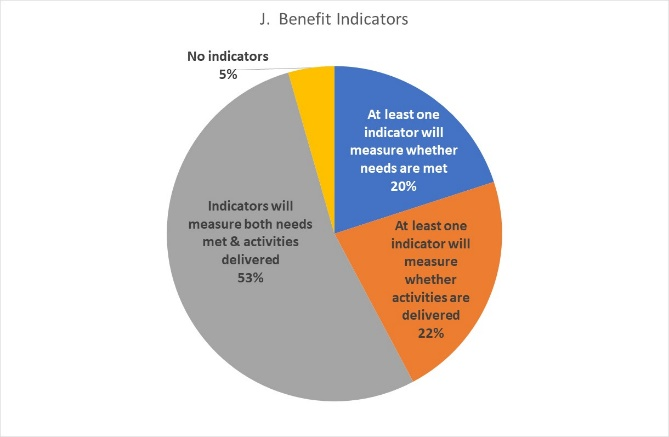 J.  Benefit Indicators
No indicators
5%
At least one
indicator will
measure whether
needs are met
20%
At least one
indicator will
measure
whether
activities are
delivered
22%
Indicators will
measure both needs
met & activities
delivered
53%